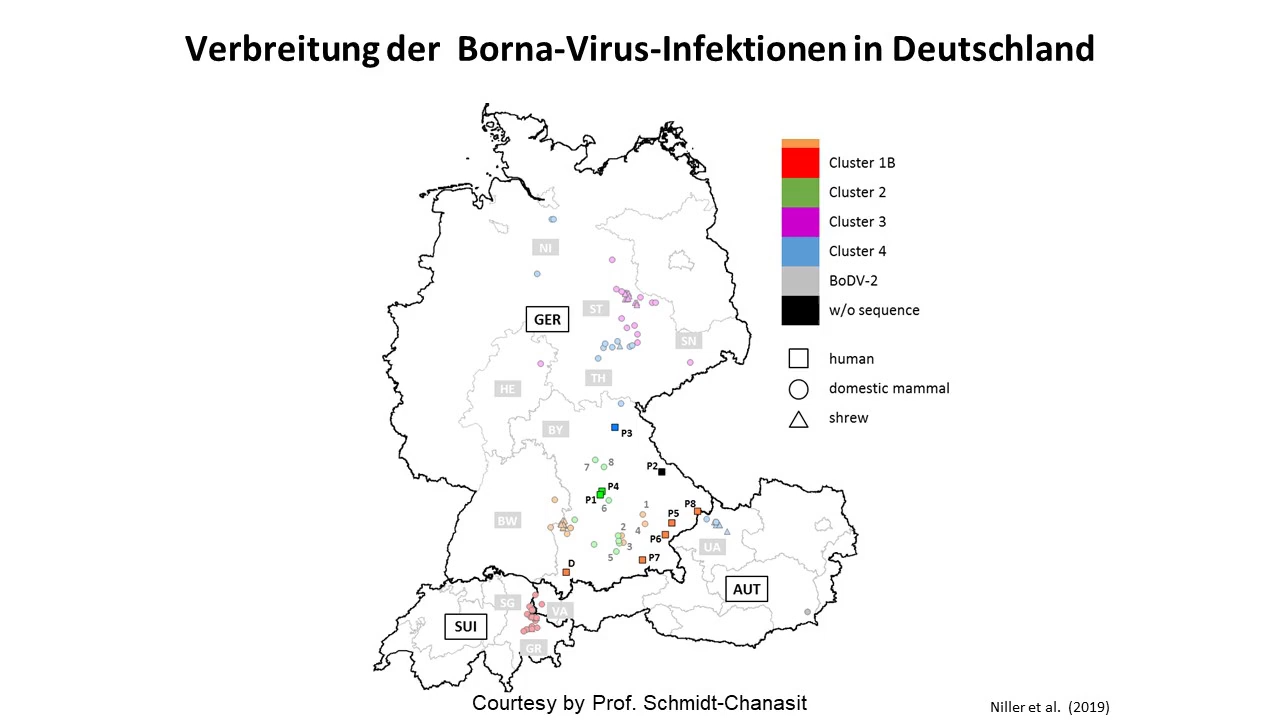 Verbreitung der Borna-Virus-Infektionen in Deutschland
Cluster 1B
Cluster 2
Cluster 3
Cluster 4
BoDV-2
w/o sequence
human
domestic mammal
shrew
NI
GER
ST
SN
TH
HE
BY
P3
7
8
P2
P4
P1
6
1
P8
P5
BW
2
4
P6
UA
3
5
P7
D
AUT
SG
VA
SUI
GR
Courtesy by Prof. Schmidt-Chanasit
Niller et al. (2019)